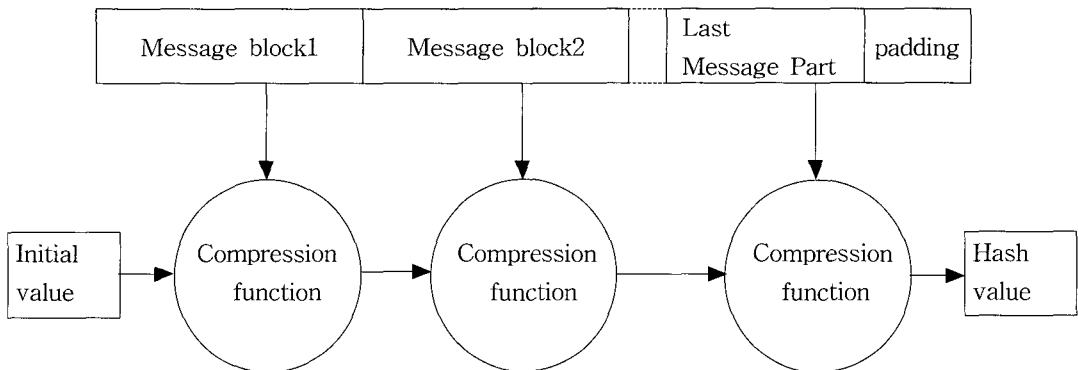 Message block1
Message block2
Last
Message Part
padding
Initial
value
Compression
function
Compression
function
Compression
function
Hash
value